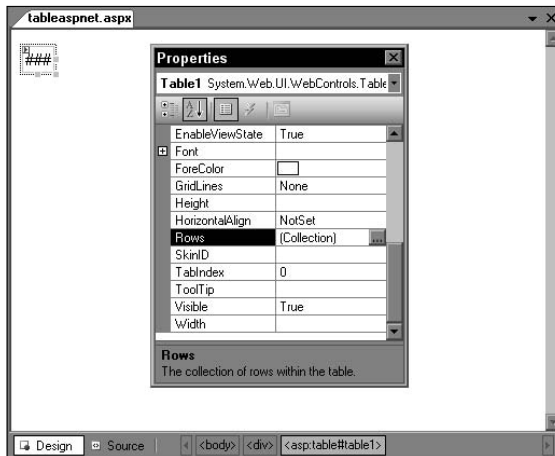 tableaspnet.aspx
###
Properties
Table1 System.Web.UI.WebControls.Table
EnableViewState True
Font
ForeColor
GridLines None
Height
HorizontalAlign NotSet
Rows (Collection) ...
SkinID
TabIndex 0
ToolTip
Visible True
Width
Rows
The collection of rows within the table.
Design Source <body> <div> <asp:table#table1>